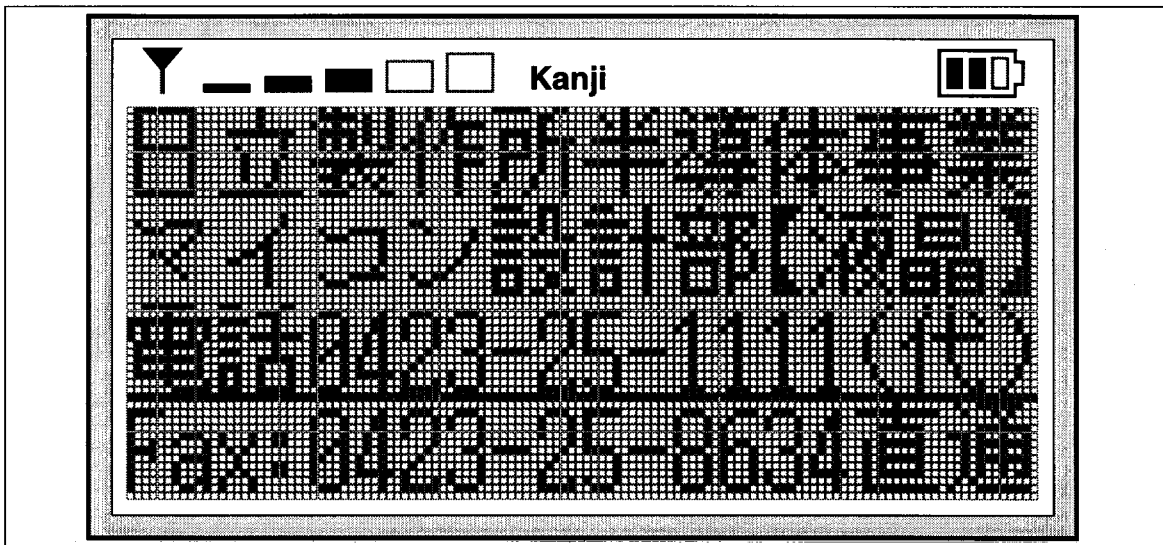 Kanji
日立製作所半導体事業
マイコン設計部【液晶】
電話0423-25-1111(代)
Fax:0423-25-8634直通